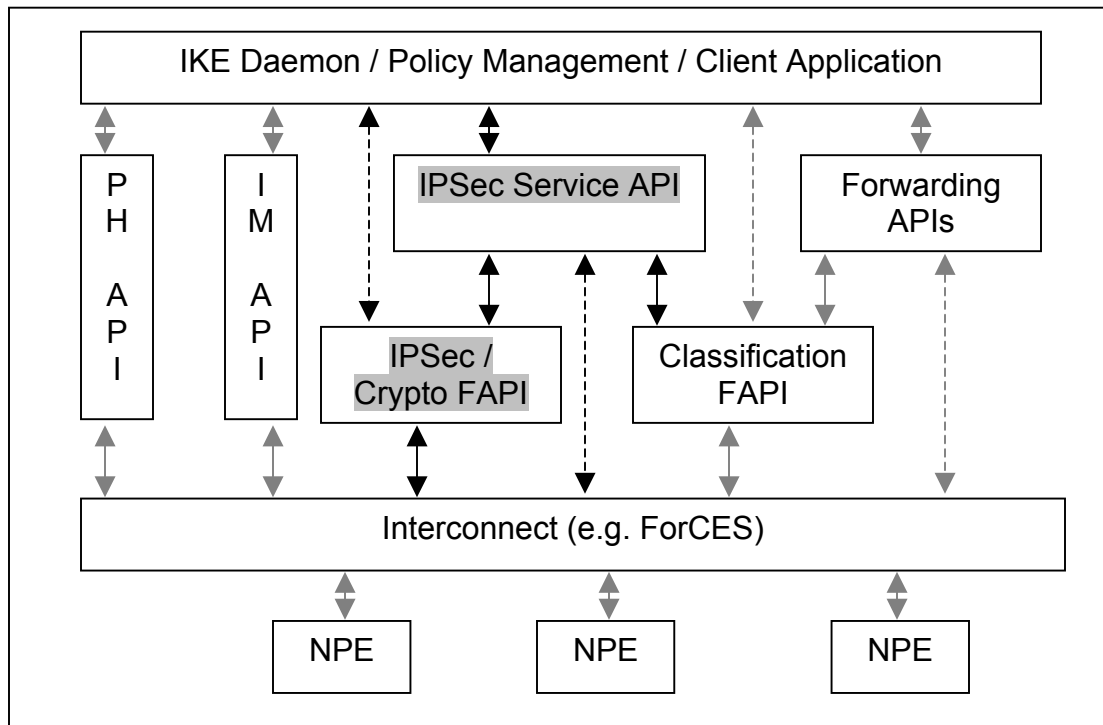 IKE Daemon / Policy Management / Client Application
P
H
A
P
I
I
M
A
P
I
IPSec Service API
Forwarding
APIs
IPSec /
Crypto FAPI
Classification
FAPI
Interconnect (e.g. ForCES)
NPE
NPE
NPE